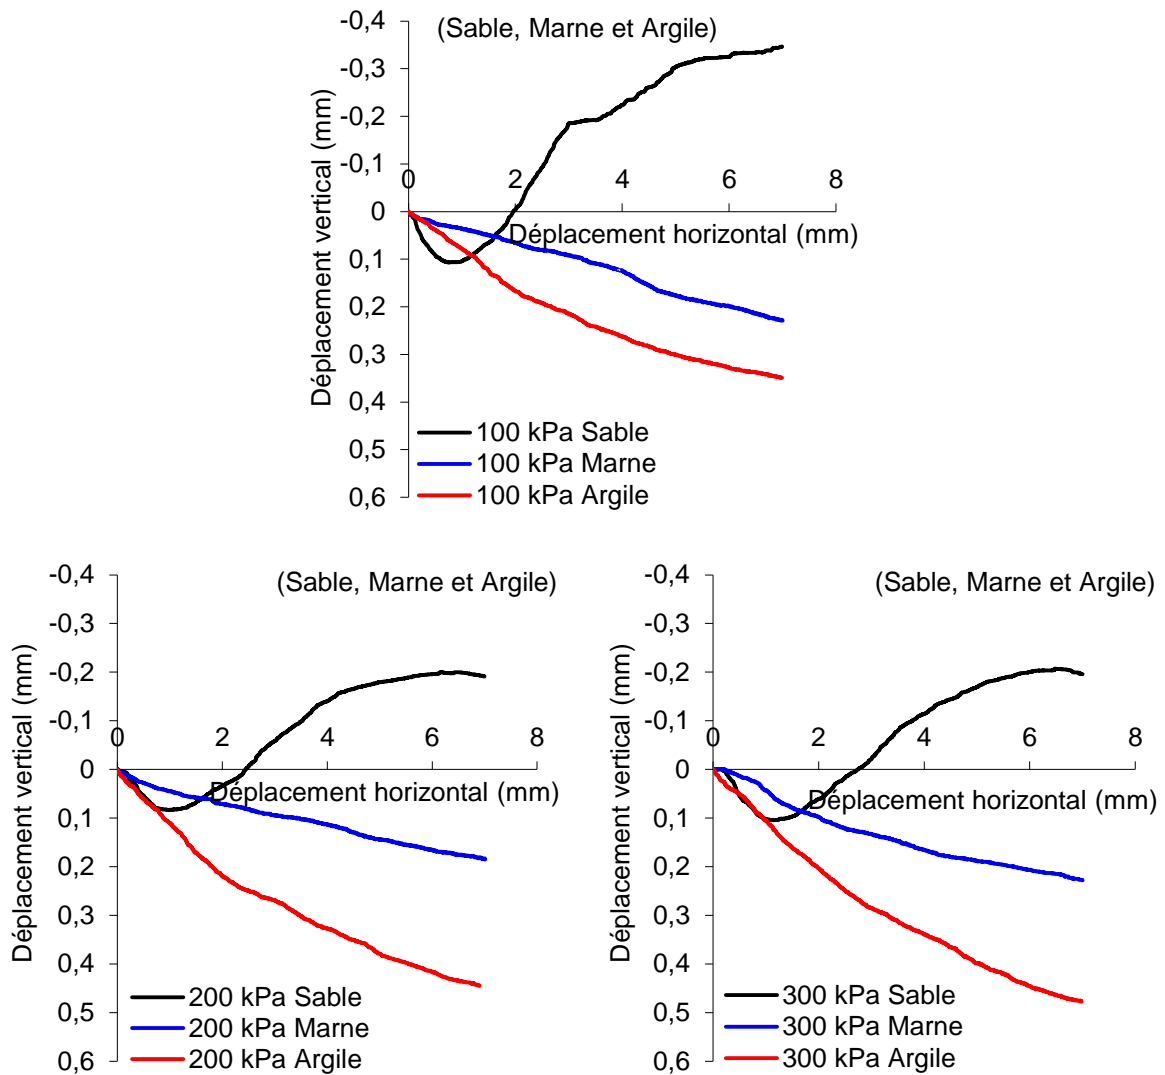 (Sable, Marne et Argile)
-0,4
-0,3
-0,2
-0,1
0
0,1
0,2
0,3
0,4
0,5
0,6
0 2 4 6 8
Déplacement vertical (mm)
Déplacement horizontal (mm)
100 kPa Sable
100 kPa Marne
100 kPa Argile
(Sable, Marne et Argile)
-0,4
-0,3
-0,2
-0,1
0
0,1
0,2
0,3
0,4
0,5
0,6
0 2 4 6 8
Déplacement vertical (mm)
Déplacement horizontal (mm)
200 kPa Sable
200 kPa Marne
200 kPa Argile
(Sable, Marne et Argile)
-0,4
-0,3
-0,2
-0,1
0
0,1
0,2
0,3
0,4
0,5
0,6
0 2 4 6 8
Déplacement vertical (mm)
Déplacement horizontal (mm)
300 kPa Sable
300 kPa Marne
300 kPa Argile